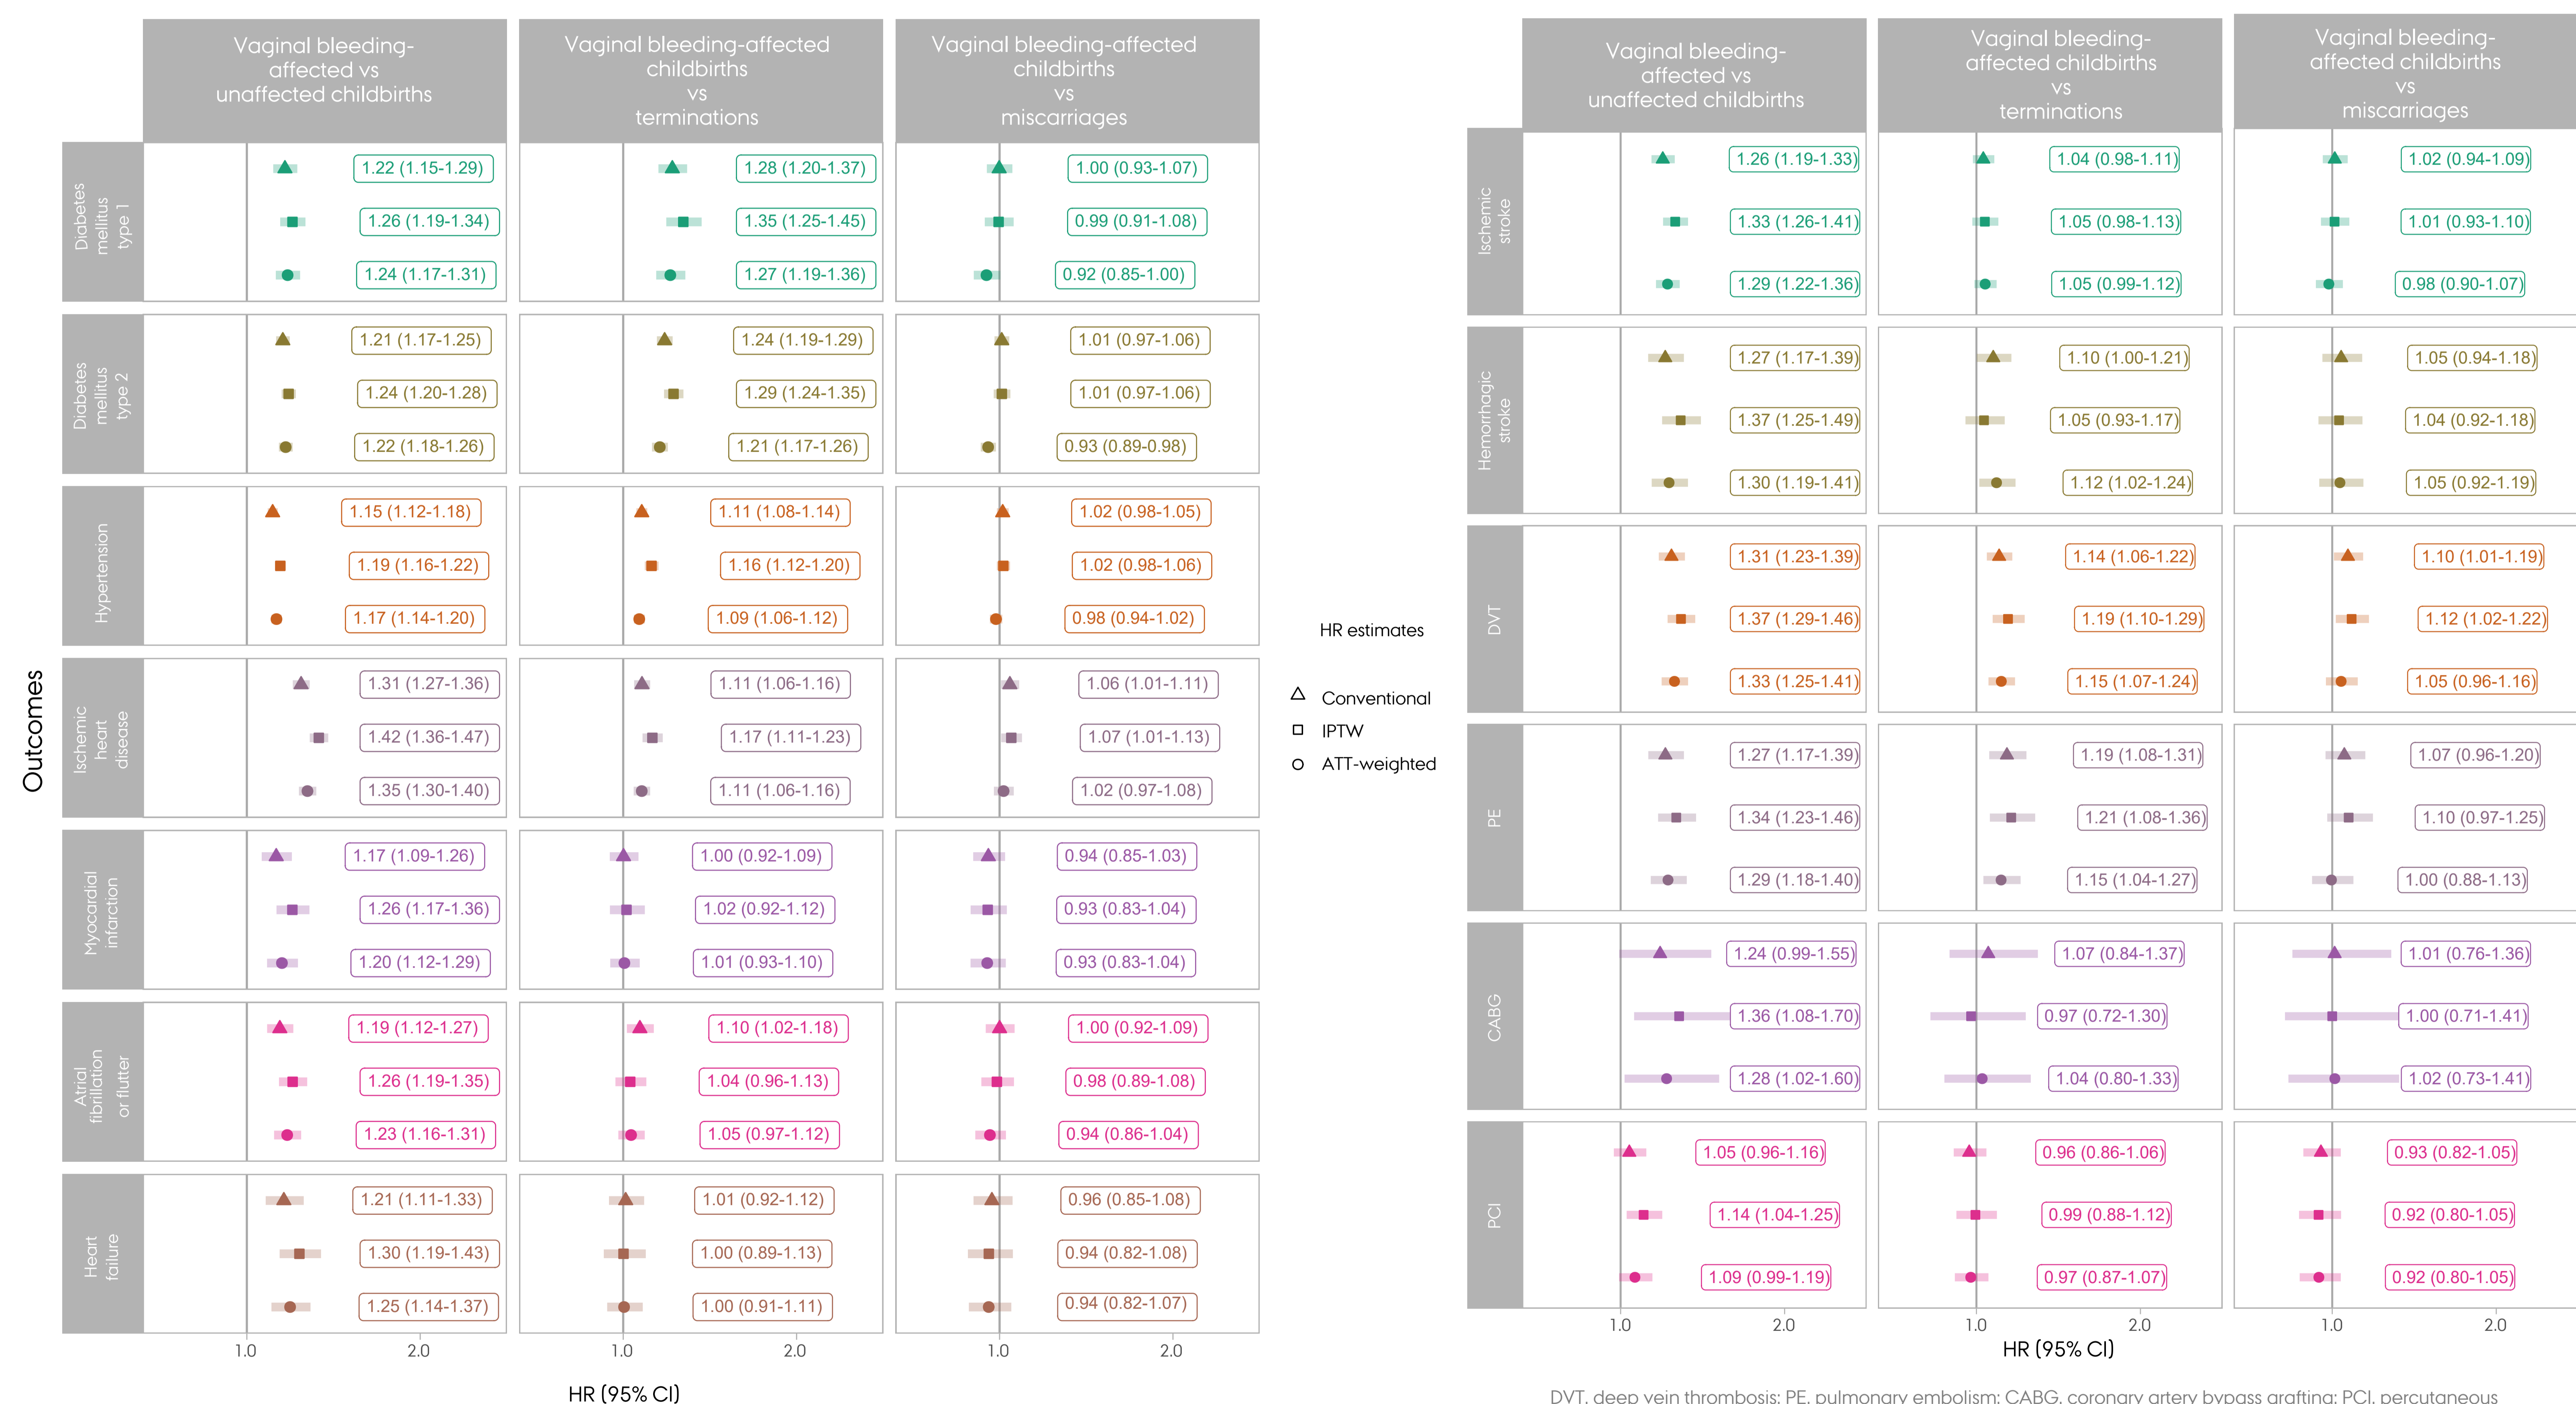 Vaginal bleeding-
affected vs
unaffected childbirths
Vaginal bleeding-affected
childbirths
vs
terminations
Vaginal bleeding-affected
childbirths
vs
miscarriages
Outcomes
Diabetes
mellitus
type 1
1.22 (1.15-1.29)
1.28 (1.20-1.37)
1.00 (0.93-1.07)
1.26 (1.19-1.34)
1.35 (1.25-1.45)
0.99 (0.91-1.08)
1.24 (1.17-1.31)
1.27 (1.19-1.36)
0.92 (0.85-1.00)
Diabetes
mellitus
type 2
1.21 (1.17-1.25)
1.24 (1.19-1.29)
1.01 (0.97-1.06)
1.24 (1.20-1.28)
1.29 (1.24-1.35)
1.01 (0.97-1.06)
1.22 (1.18-1.26)
1.21 (1.17-1.26)
0.93 (0.89-0.98)
Hypertension
1.15 (1.12-1.18)
1.11 (1.08-1.14)
1.02 (0.98-1.05)
1.19 (1.16-1.22)
1.16 (1.12-1.20)
1.02 (0.98-1.06)
1.17 (1.14-1.20)
1.09 (1.06-1.12)
0.98 (0.94-1.02)
Ischemic
heart
disease
1.31 (1.27-1.36)
1.11 (1.06-1.16)
1.06 (1.01-1.11)
1.42 (1.36-1.47)
1.17 (1.11-1.23)
1.07 (1.01-1.13)
1.35 (1.30-1.40)
1.11 (1.06-1.16)
1.02 (0.97-1.08)
Myocardial
infarction
1.17 (1.09-1.26)
1.00 (0.92-1.09)
0.94 (0.85-1.03)
1.26 (1.17-1.36)
1.02 (0.92-1.12)
0.93 (0.83-1.04)
1.20 (1.12-1.29)
1.01 (0.93-1.10)
0.93 (0.83-1.04)
Atrial
fibrillation
or flutter
1.19 (1.12-1.27)
1.10 (1.02-1.18)
1.00 (0.92-1.09)
1.26 (1.19-1.35)
1.04 (0.96-1.13)
0.98 (0.89-1.08)
1.23 (1.16-1.31)
1.05 (0.97-1.12)
0.94 (0.86-1.04)
Heart
failure
1.21 (1.11-1.33)
1.01 (0.92-1.12)
0.96 (0.85-1.08)
1.30 (1.19-1.43)
1.00 (0.89-1.13)
0.94 (0.82-1.08)
1.25 (1.14-1.37)
1.00 (0.91-1.11)
0.94 (0.82-1.07)
1.0 2.0 1.0 2.0 1.0 2.0
HR (95% CI)
HR estimates
Conventional
IPTW
ATT-weighted
Vaginal bleeding-
affected vs
unaffected childbirths
Vaginal bleeding-
affected childbirths
vs
terminations
Vaginal bleeding-
affected childbirths
vs
miscarriages
Ischemic
stroke
1.26 (1.19-1.33)
1.04 (0.98-1.11)
1.02 (0.94-1.09)
1.33 (1.26-1.41)
1.05 (0.98-1.13)
1.01 (0.93-1.10)
1.29 (1.22-1.36)
1.05 (0.99-1.12)
0.98 (0.90-1.07)
Hemorrhagic
stroke
1.27 (1.17-1.39)
1.10 (1.00-1.21)
1.05 (0.94-1.18)
1.37 (1.25-1.49)
1.05 (0.93-1.17)
1.04 (0.92-1.18)
1.30 (1.19-1.41)
1.12 (1.02-1.24)
1.05 (0.92-1.19)
DVT
1.31 (1.23-1.39)
1.14 (1.06-1.22)
1.10 (1.01-1.19)
1.37 (1.29-1.46)
1.19 (1.10-1.29)
1.12 (1.02-1.22)
1.33 (1.25-1.41)
1.15 (1.07-1.24)
1.05 (0.96-1.16)
PE
1.27 (1.17-1.39)
1.19 (1.08-1.31)
1.07 (0.96-1.20)
1.34 (1.23-1.46)
1.21 (1.08-1.36)
1.10 (0.97-1.25)
1.29 (1.18-1.40)
1.15 (1.04-1.27)
1.00 (0.88-1.13)
CABG
1.24 (0.99-1.55)
1.07 (0.84-1.37)
1.01 (0.76-1.36)
1.36 (1.08-1.70)
0.97 (0.72-1.30)
1.00 (0.71-1.41)
1.28 (1.02-1.60)
1.04 (0.80-1.33)
1.02 (0.73-1.41)
PCI
1.05 (0.96-1.16)
0.96 (0.86-1.06)
0.93 (0.82-1.05)
1.14 (1.04-1.25)
0.99 (0.88-1.12)
0.92 (0.80-1.05)
1.09 (0.99-1.19)
0.97 (0.87-1.07)
0.92 (0.80-1.05)
1.0 2.0 1.0 2.0 1.0 2.0
HR (95% CI)
DVT, deep vein thrombosis; PE, pulmonary embolism; CABG, coronary artery bypass grafting; PCI, percutaneous